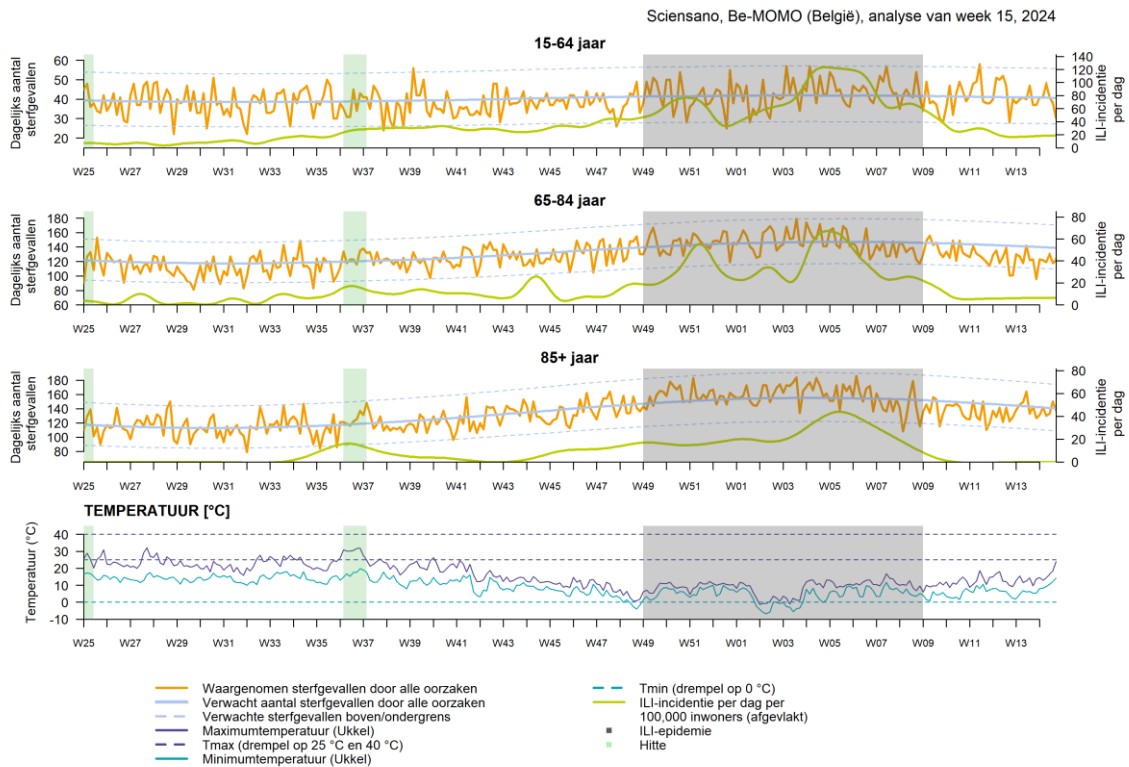 Sciensano, Be-MOMO (België), analyse van week 15, 2024
15-64 jaar
Dagelijks aantal
sterfgevallen
60
50
40
30
20
140
120
100
80
60
40
20
0
ILI-incidentie
per dag
W25 W27 W29 W31 W33 W35 W37 W39 W41 W43 W45 W47 W49 W51 W01 W03 W05 W07 W09 W11 W13
65-84 jaar
Dagelijks aantal
sterfgevallen
180
160
140
120
100
80
60
80
60
40
20
0
ILI-incidentie
per dag
W25 W27 W29 W31 W33 W35 W37 W39 W41 W43 W45 W47 W49 W51 W01 W03 W05 W07 W09 W11 W13
85+ jaar
Dagelijks aantal
sterfgevallen
180
160
140
120
100
80
80
60
40
20
0
ILI-incidentie
per dag
W25 W27 W29 W31 W33 W35 W37 W39 W41 W43 W45 W47 W49 W51 W01 W03 W05 W07 W09 W11 W13
TEMPERATUUR [°C]
Temperatuur (°C)
40
30
20
10
0
-10
W25 W27 W29 W31 W33 W35 W37 W39 W41 W43 W45 W47 W49 W51 W01 W03 W05 W07 W09 W11 W13
Waargenomen sterfgevallen door alle oorzaken
Verwacht aantal sterfgevallen door alle oorzaken
Verwachte sterfgevallen boven/ondergrens
Maximumtemperatuur (Ukkel)
Tmax (drempel op 25 °C en 40 °C)
Minimumtemperatuur (Ukkel)
Tmin (drempel op 0 °C)
ILI-incidentie per dag per
100,000 inwoners (afgevlakt)
ILI-epidemie
Hitte